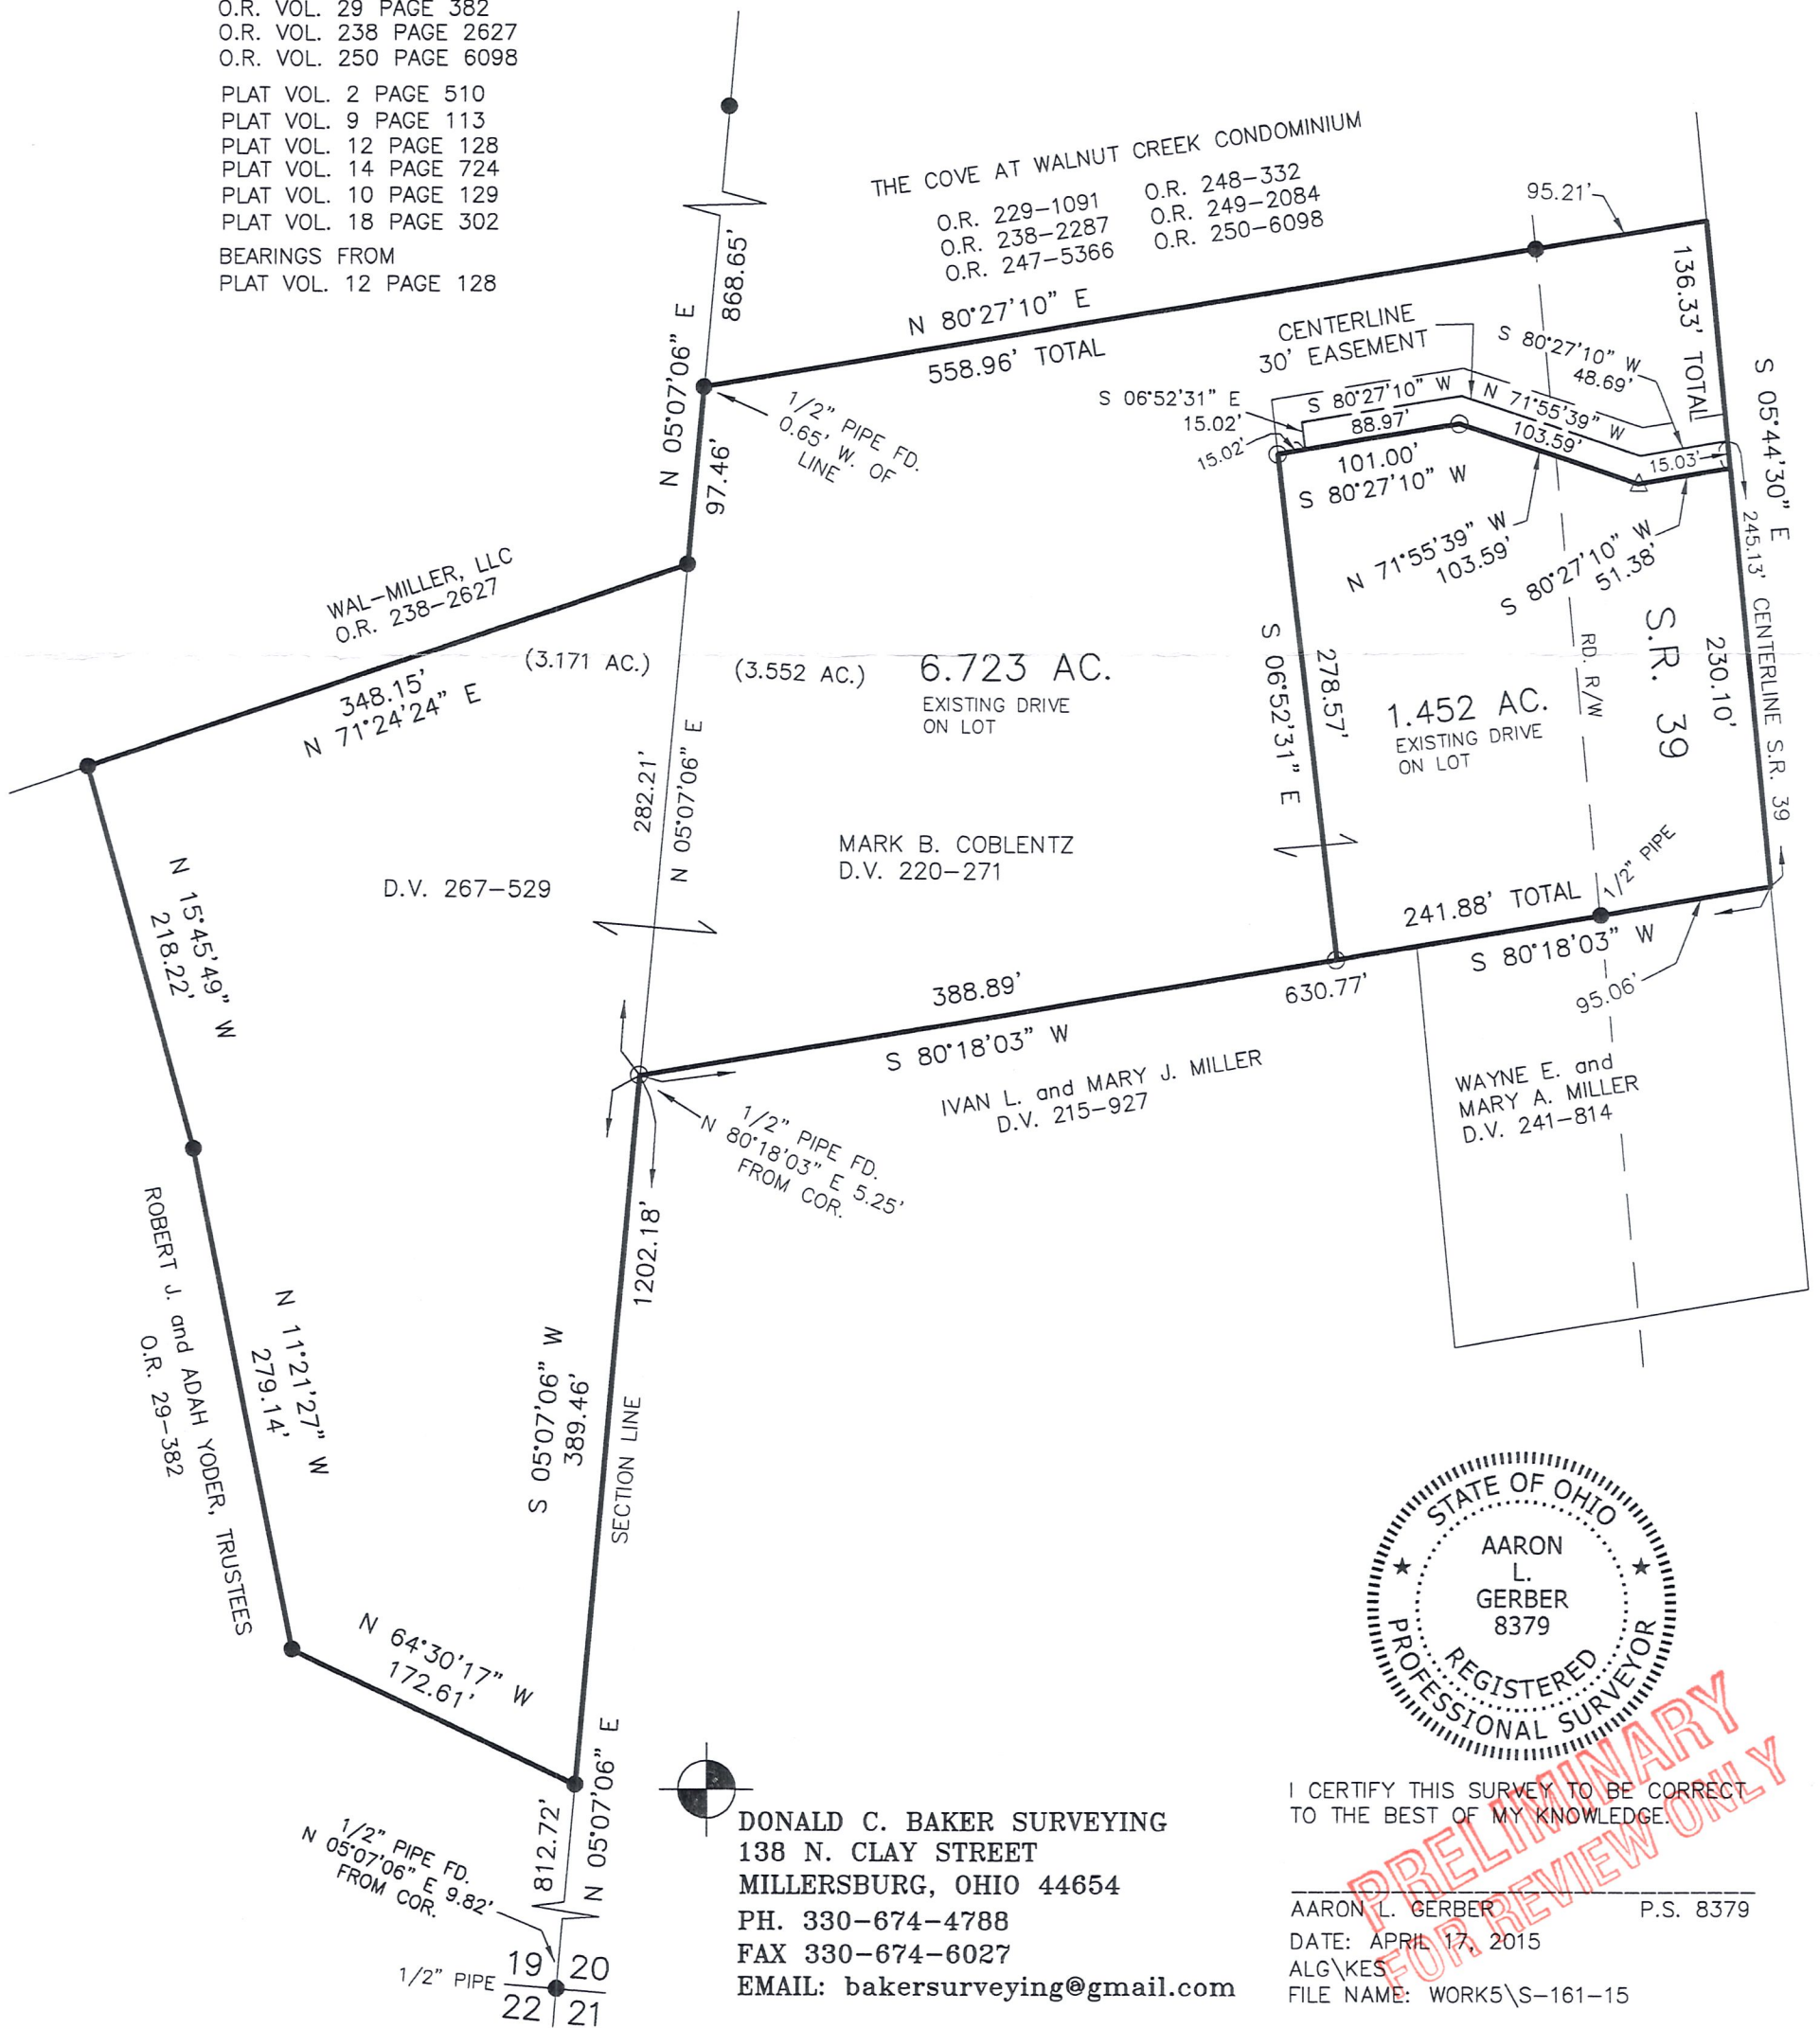 O.R. VOL. 29 PAGE 382
O.R. VOL. 238 PAGE 2627
O.R. VOL. 250 PAGE 6098
PLAT VOL. 2 PAGE 510
PLAT VOL. 9 PAGE 113
PLAT VOL. 12 PAGE 128
PLAT VOL. 14 PAGE 724
PLAT VOL. 10 PAGE 129
PLAT VOL. 18 PAGE 302
BEARINGS FROM
PLAT VOL. 12 PAGE 128
868.65'
N 05°07'06" E
97.46'
THE COVE AT WALNUT CREEK CONDOMINIUM
O.R. 229-1091
O.R. 238-2287
O.R. 247-5366
O.R. 248-332
O.R. 249-2084
O.R. 250-6098
95.21'
N 80°27'10" E
558.96' TOTAL
1/2" PIPE FD.
0.65' W. OF
LINE
CENTERLINE
30' EASEMENT
S 80°27'10" W
48.69'
136.33' TOTAL
S 05°44'30" E
S 06°52'31" E
15.02'
15.02'
S 80°27'10" W
88.97'
N 71°55'39" W
103.59'
15.03'
101.00'
S 80°27'10" W
N 71°55'39" W
103.59'
S 80°27'10" W
51.38'
245.13' CENTERLINE S.R. 39
230.10'
S.R. 39
RD. R/W
WAL-MILLER, LLC
O.R. 238-2627
348.15'
N 71°24'24" E
(3.171 AC.)
(3.552 AC.)
6.723 AC.
EXISTING DRIVE
ON LOT
S 06°52'31" E
278.57'
1.452 AC.
EXISTING DRIVE
ON LOT
282.21'
N 05°07'06" E
MARK B. COBLENTZ
D.V. 220-271
D.V. 267-529
N 15°45'49" W
218.22'
241.88' TOTAL
1/2" PIPE
S 80°18'03" W
95.06'
388.89'
630.77'
S 80°18'03" W
IVAN L. and MARY J. MILLER
D.V. 215-927
WAYNE E. and
MARY A. MILLER
D.V. 241-814
1/2" PIPE FD.
N 80°18'03" E 5.25'
FROM COR.
1202.18'
ROBERT J. and ADAH YODER, TRUSTEES
O.R. 29-382
N 11°21'27" W
279.14'
S 05°07'06" W
389.46'
SECTION LINE
N 64°30'17" W
172.61'
812.72'
N 05°07'06" E
1/2" PIPE FD.
N 05°07'06" E 9.82'
FROM COR.
1/2" PIPE
19 20
22 21
DONALD C. BAKER SURVEYING
138 N. CLAY STREET
MILLERSBURG, OHIO 44654
PH. 330-674-4788
FAX 330-674-6027
EMAIL: bakersurveying@gmail.com
STATE OF OHIO
AARON
L.
GERBER
8379
REGISTERED
PROFESSIONAL SURVEYOR
I CERTIFY THIS SURVEY TO BE CORRECT
TO THE BEST OF MY KNOWLEDGE.
PRELIMINARY
FOR REVIEW ONLY
AARON L. GERBER P.S. 8379
DATE: APRIL 17, 2015
ALG\KES
FILE NAME: WORK5\S-161-15